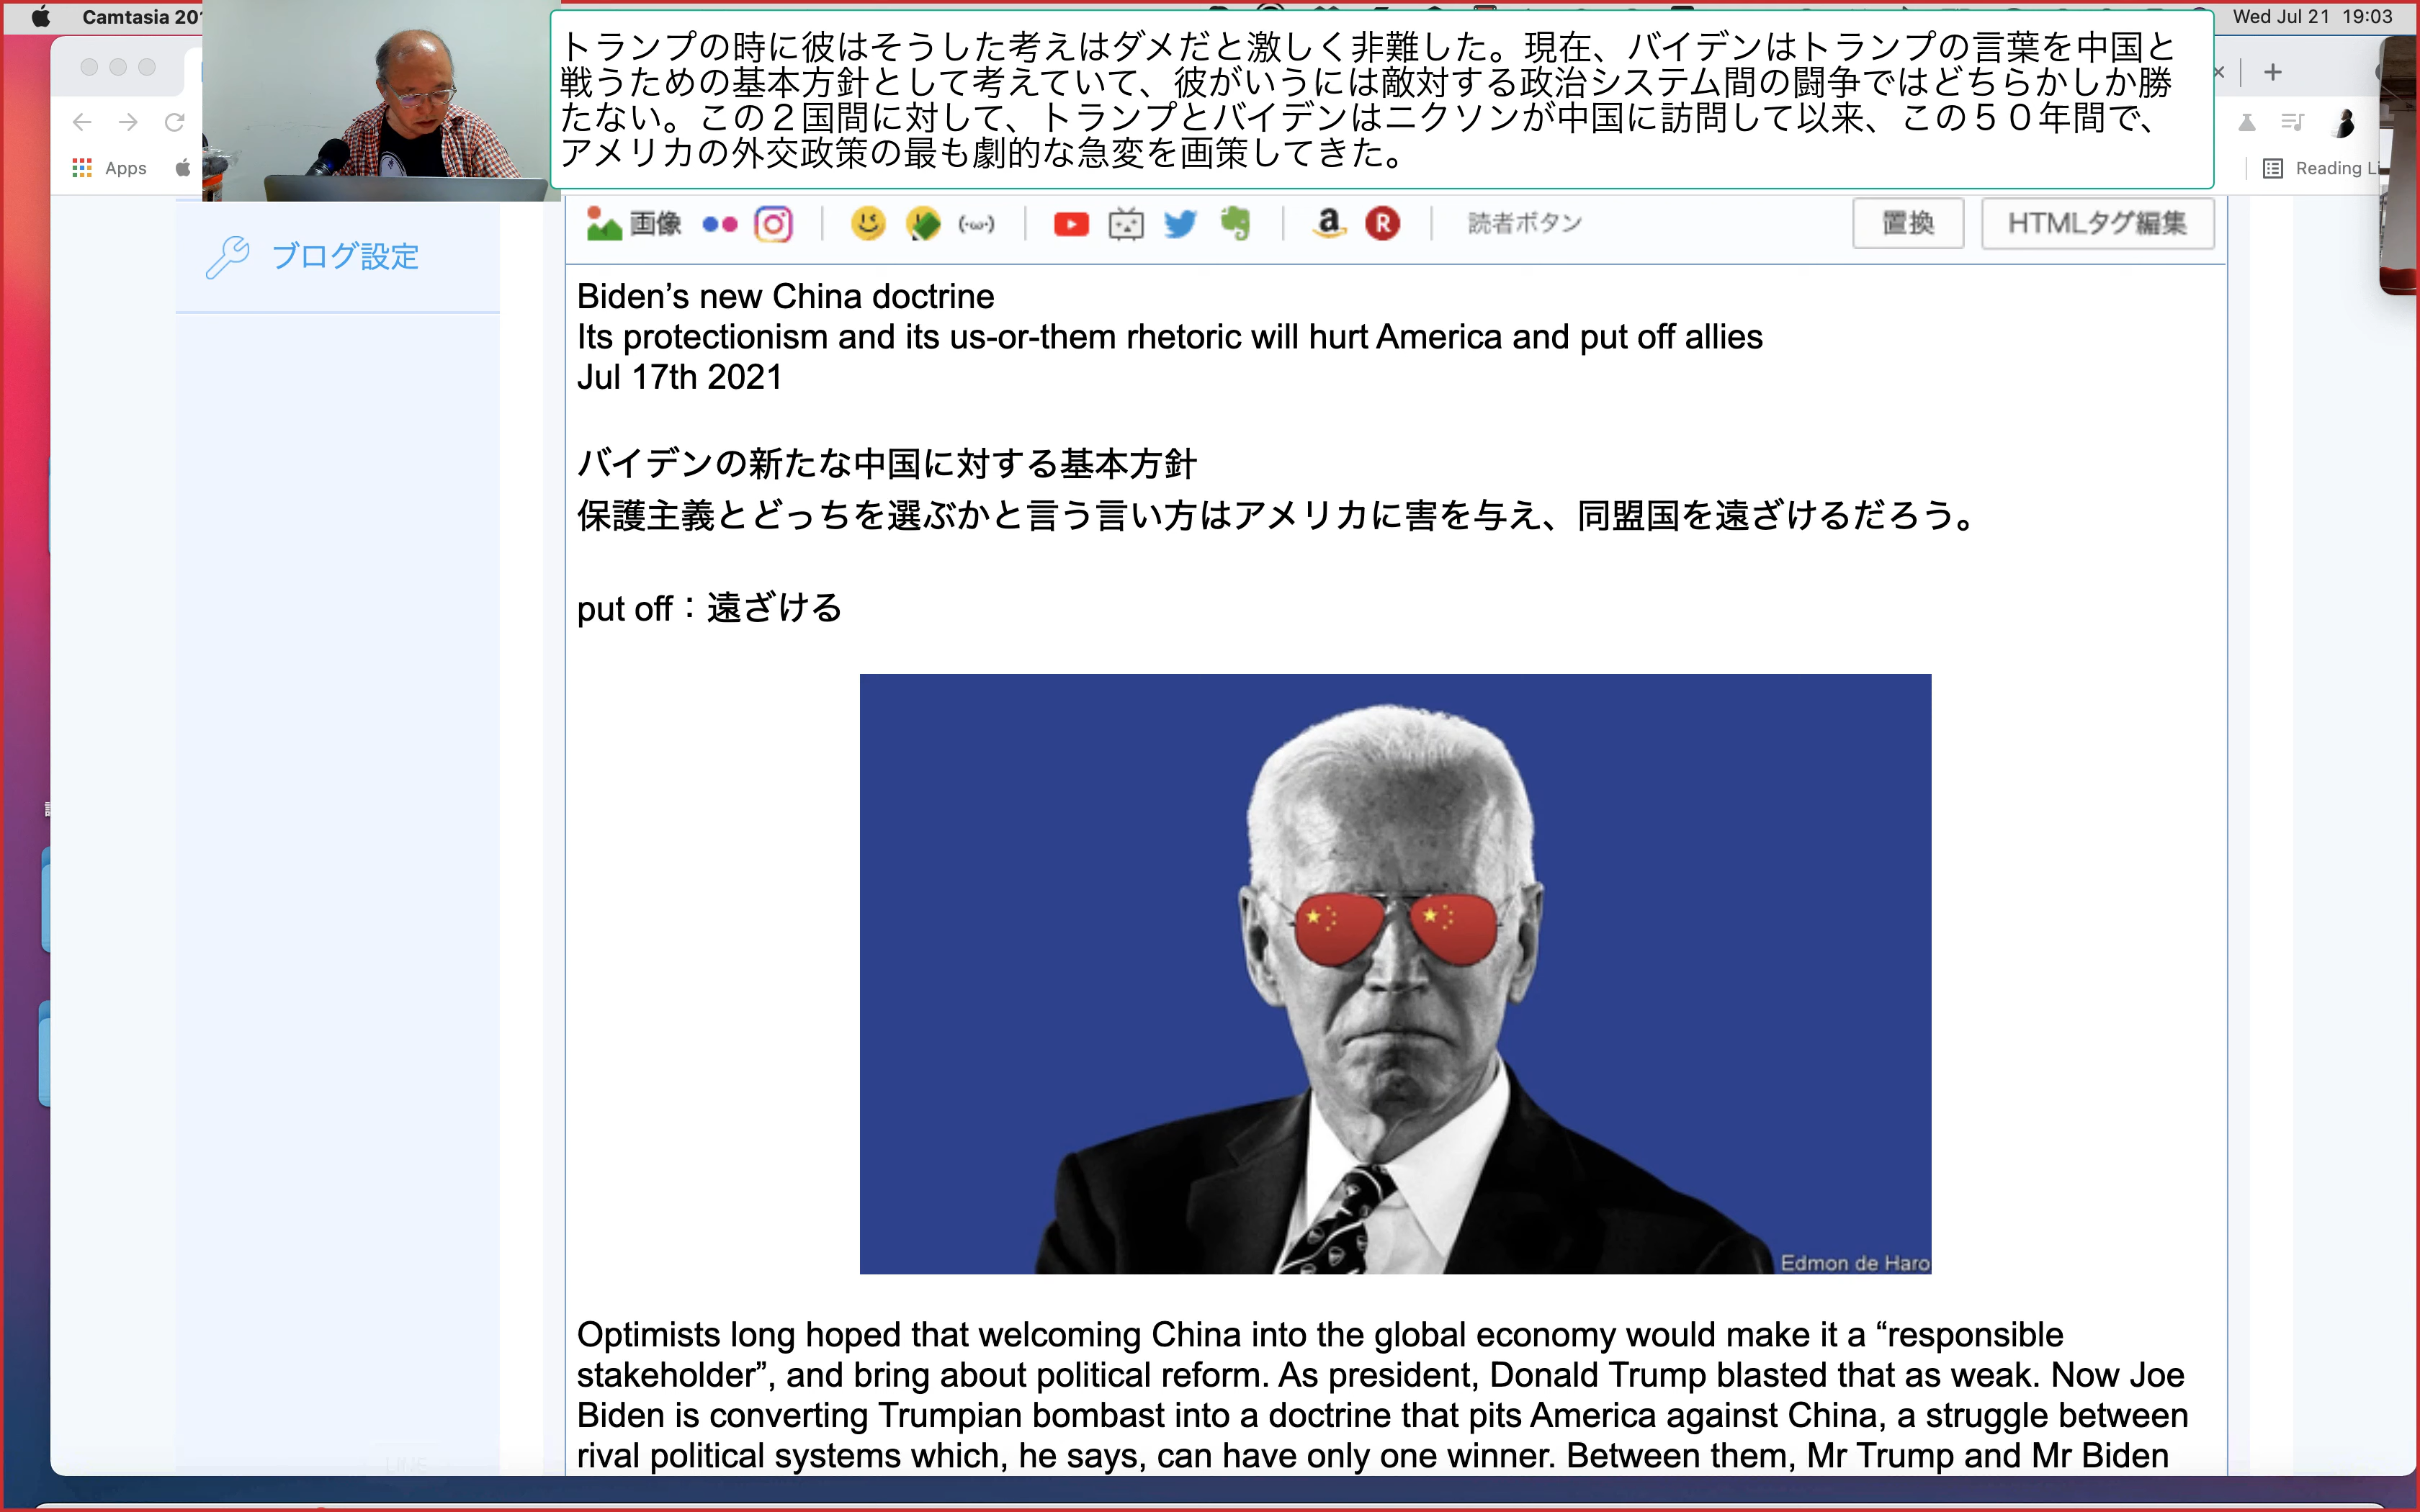 Camtasia 20
Wed Jul 21 19:03
トランプの時に彼はそうした考えはダメだと激しく非難した。現在、バイデンはトランプの言葉を中国と
戦うための基本方針として考えていて、彼がいうには敵対する政治システム間の闘争ではどちらかしか勝
たない。この２国間に対して、トランプとバイデンはニクソンが中国に訪問して以来、この５０年間で、
アメリカの外交政策の最も劇的な急変を画策してきた。
Apps
Reading Li
画像
(·ω·)
読者ボタン
置換
HTMLタグ編集
ブログ設定
Biden’s new China doctrine
Its protectionism and its us-or-them rhetoric will hurt America and put off allies
Jul 17th 2021
バイデンの新たな中国に対する基本方針
保護主義とどっちを選ぶかと言う言い方はアメリカに害を与え、同盟国を遠ざけるだろう。
put off：遠ざける
Edmon de Haro
Optimists long hoped that welcoming China into the global economy would make it a “responsible
stakeholder”, and bring about political reform. As president, Donald Trump blasted that as weak. Now Joe
Biden is converting Trumpian bombast into a doctrine that pits America against China, a struggle between
rival political systems which, he says, can have only one winner. Between them, Mr Trump and Mr Biden